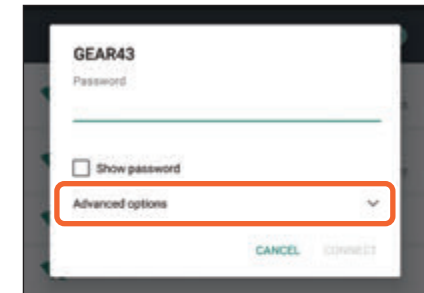 GEAR43
Password
Show password
Advanced options
CANCEL CONNECT